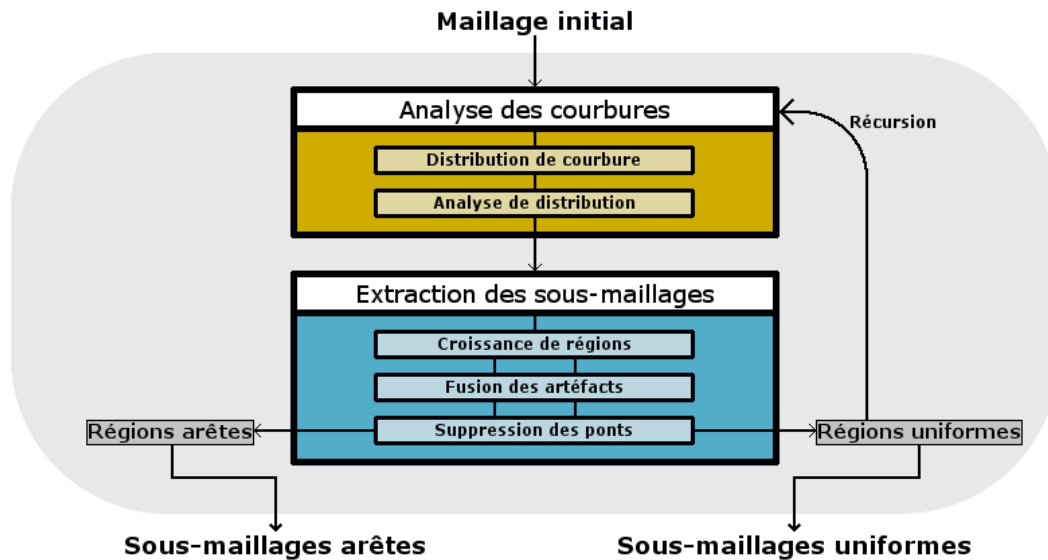 Maillage initial
Analyse des courbures
Récursion
Distribution de courbure
Analyse de distribution
Extraction des sous-maillages
Croissance de régions
Fusion des artéfacts
Suppression des ponts
Régions arêtes
Régions uniformes
Sous-maillages arêtes
Sous-maillages uniformes